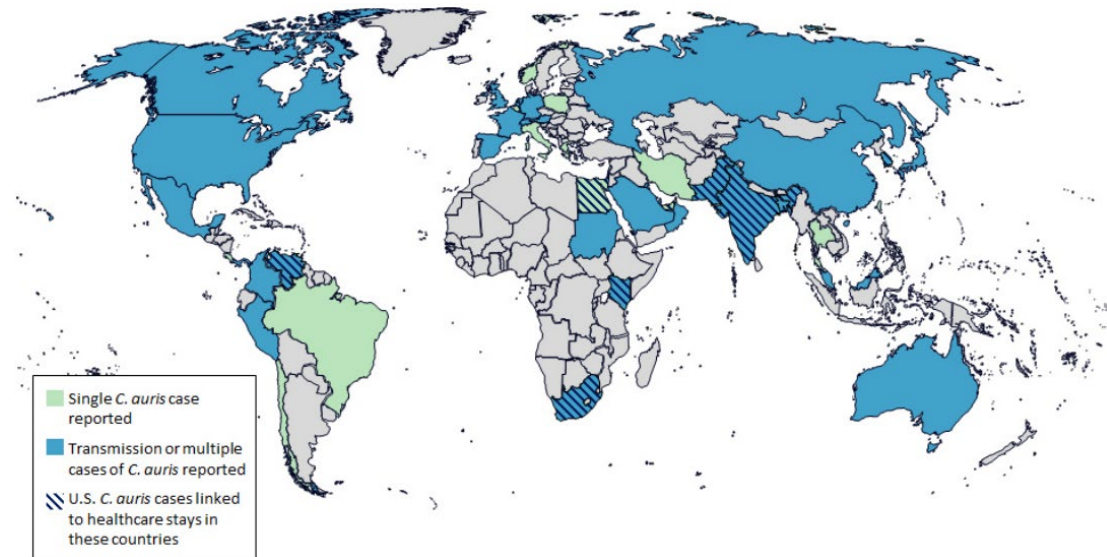 Single C. auris case
reported
Transmission or multiple
cases of C. auris reported
U.S. C. auris cases linked
to healthcare stays in
these countries